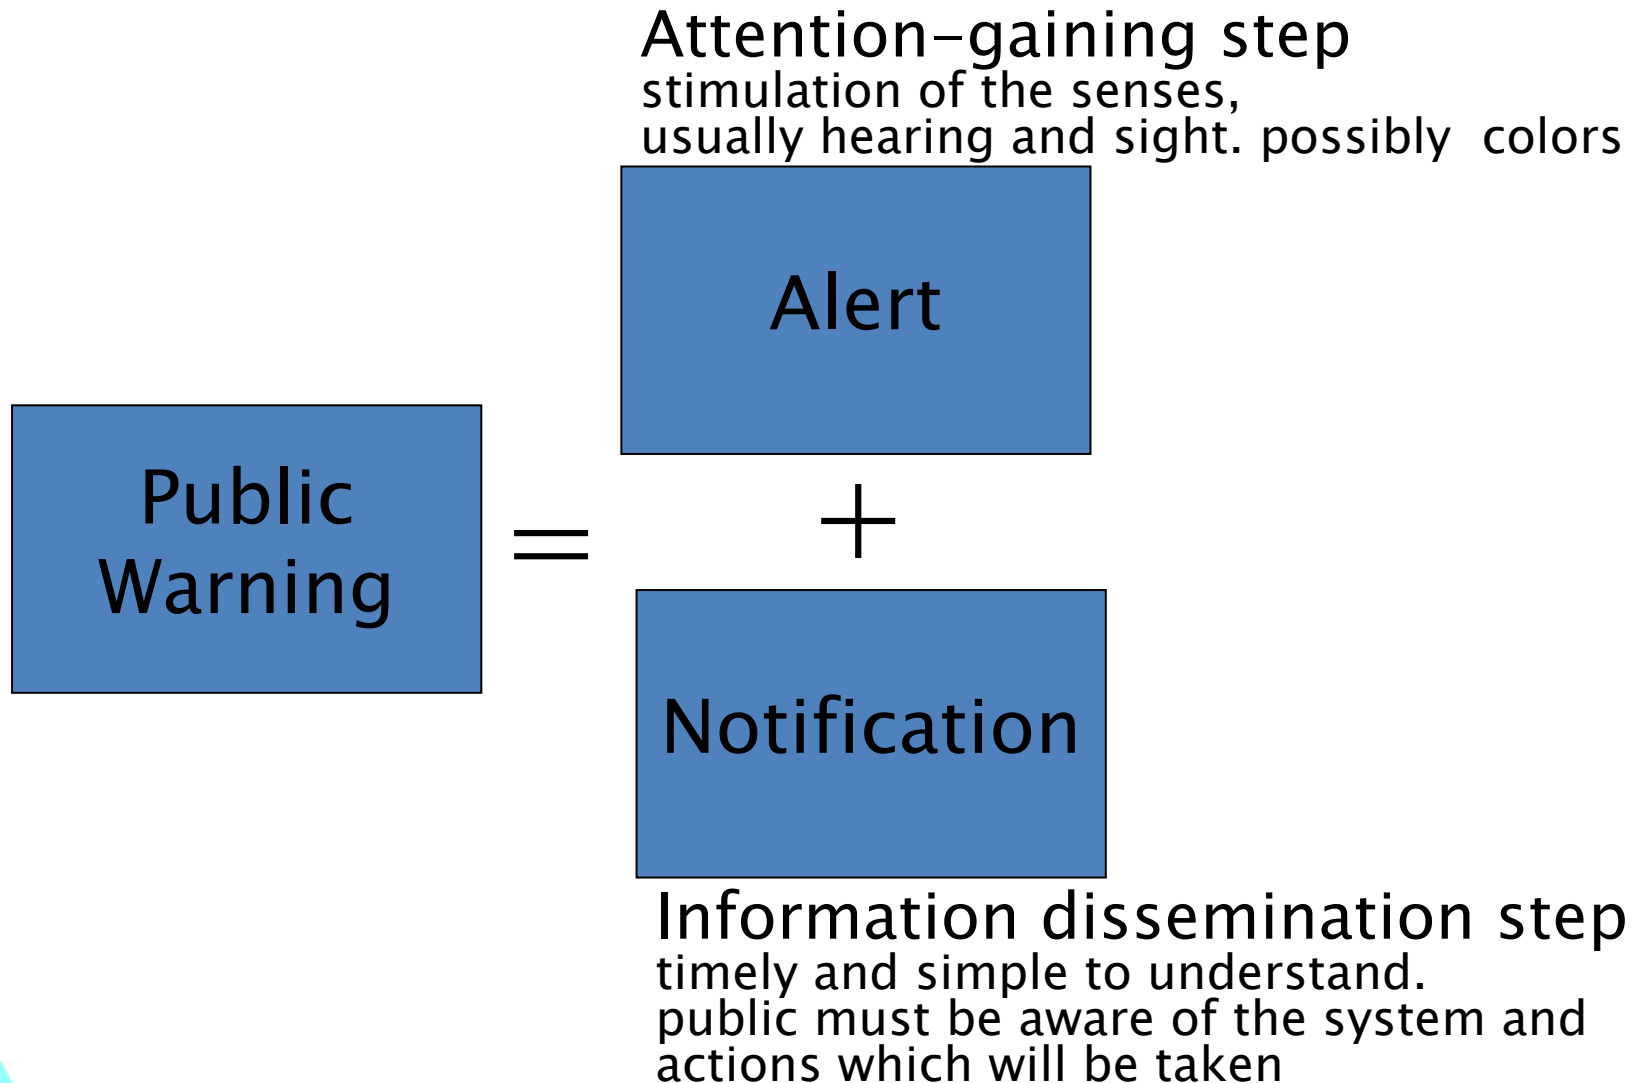 Attention-gaining step
stimulation of the senses,
usually hearing and sight. possibly colors
Alert
Public
Warning
=
+
Notification
Information dissemination step
timely and simple to understand.
public must be aware of the system and
actions which will be taken